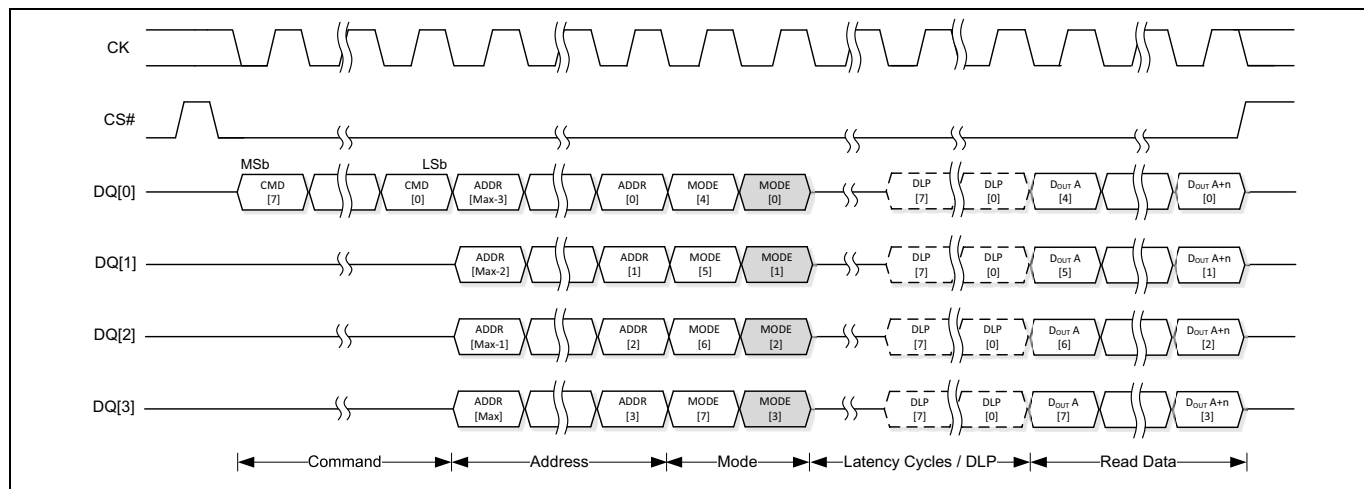 CK
CS#
MSb LSb
DQ[0] CMD [7] CMD [0] ADDR [Max-3] ADDR [0] MODE [4] MODE [0] DLP [7] DLP [0] DOUT A [4] DOUT A+n [0]
DQ[1] ADDR [Max-2] ADDR [1] MODE [5] MODE [1] DLP [7] DLP [0] DOUT A [5] DOUT A+n [1]
DQ[2] ADDR [Max-1] ADDR [2] MODE [6] MODE [2] DLP [7] DLP [0] DOUT A [6] DOUT A+n [2]
DQ[3] ADDR [Max] ADDR [3] MODE [7] MODE [3] DLP [7] DLP [0] DOUT A [7] DOUT A+n [3]
Command Address Mode Latency Cycles / DLP Read Data